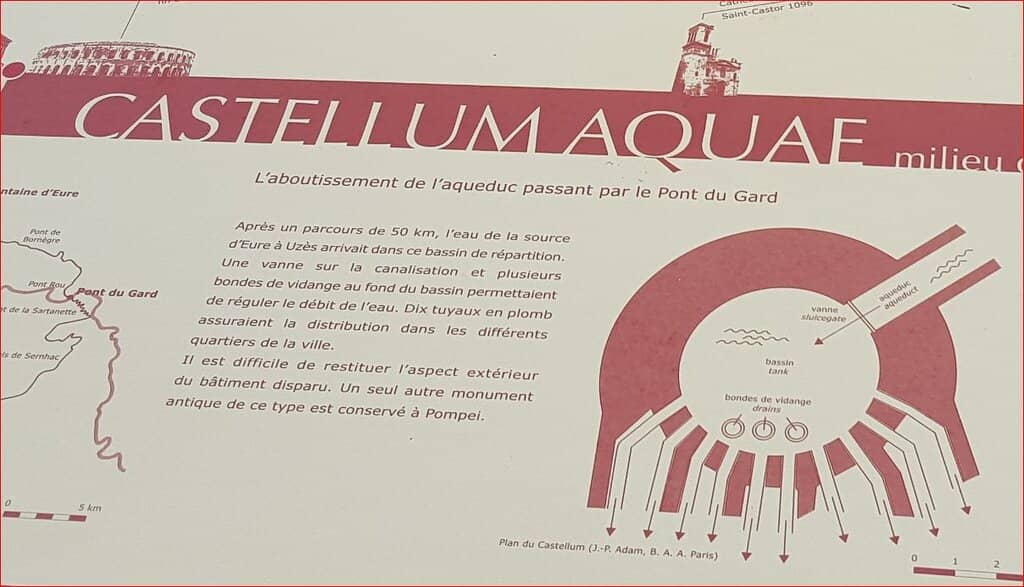 Saint-Castor 1096
CASTELLUM AQUAE
milieu
L'aboutissement de l'aqueduc passant par le Pont du Gard
ntaine d'Eure
Pont de
Bornègre
Pont Rou
Pont du Gard
nt de la Sartanette
is de Sernhac
0 5 km
Après un parcours de 50 km, l'eau de la source
d'Eure à Uzès arrivait dans ce bassin de répartition.
Une vanne sur la canalisation et plusieurs
bondes de vidange au fond du bassin permettaient
de réguler le débit de l'eau. Dix tuyaux en plomb
assuraient la distribution dans les différents
quartiers de la ville.
Il est difficile de restituer l'aspect extérieur
du bâtiment disparu. Un seul autre monument
antique de ce type est conservé à Pompei.
aqueduc
aqueduct
vanne
sluicegate
bassin
tank
bondes de vidange
drains
Plan du Castellum (J.-P. Adam, B. A. A. Paris)
0 1 2